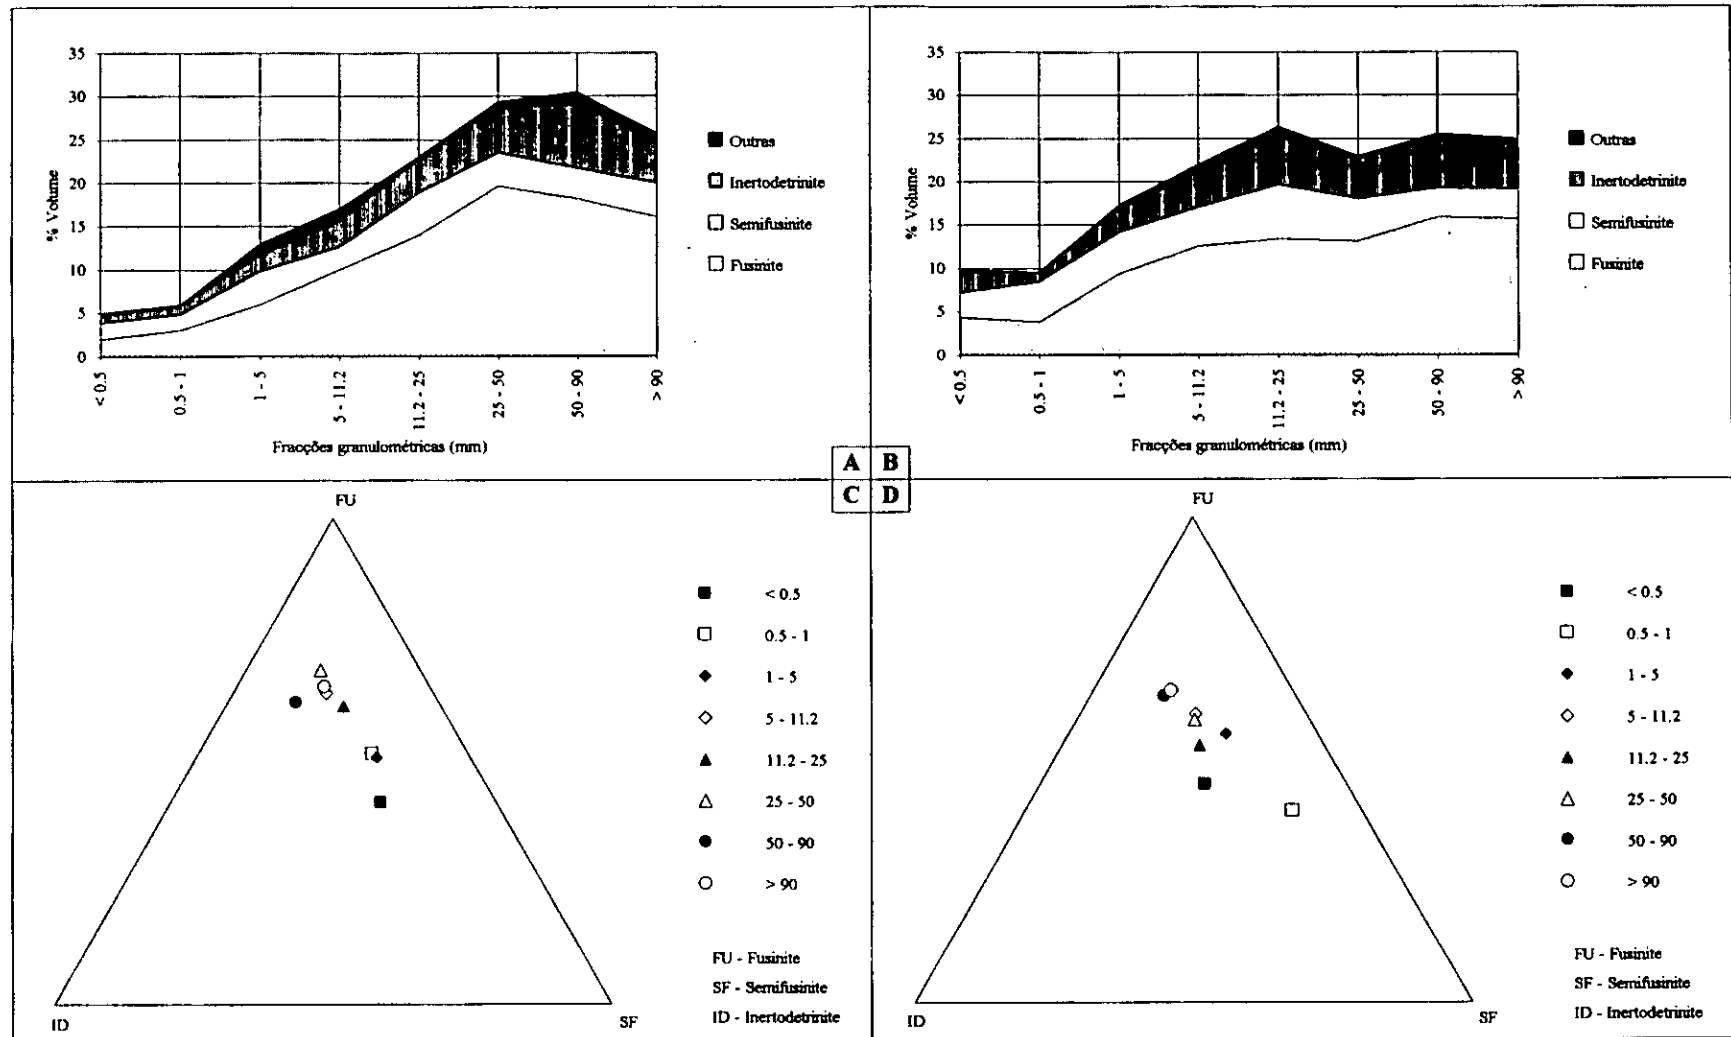 35
30
25
20
15
10
5
0
% Volume
< 0.5
0.5 - 1
1 - 5
5 - 11.2
11.2 - 25
25 - 50
50 - 90
> 90
Fracções granulométricas (mm)
Outras
Inertodetrinite
Semifusinite
Fusinite
35
30
25
20
15
10
5
0
% Volume
< 0.5
0.5 - 1
1 - 5
5 - 11.2
11.2 - 25
25 - 50
50 - 90
> 90
Fracções granulométricas (mm)
Outras
Inertodetrinite
Semifusinite
Fusinite
A B
C D
FU
ID
SF
< 0.5
0.5 - 1
1 - 5
5 - 11.2
11.2 - 25
25 - 50
50 - 90
> 90
FU - Fusinite
SF - Semifusinite
ID - Inertodetrinite
FU
ID
SF
< 0.5
0.5 - 1
1 - 5
5 - 11.2
11.2 - 25
25 - 50
50 - 90
> 90
FU - Fusinite
SF - Semifusinite
ID - Inertodetrinite